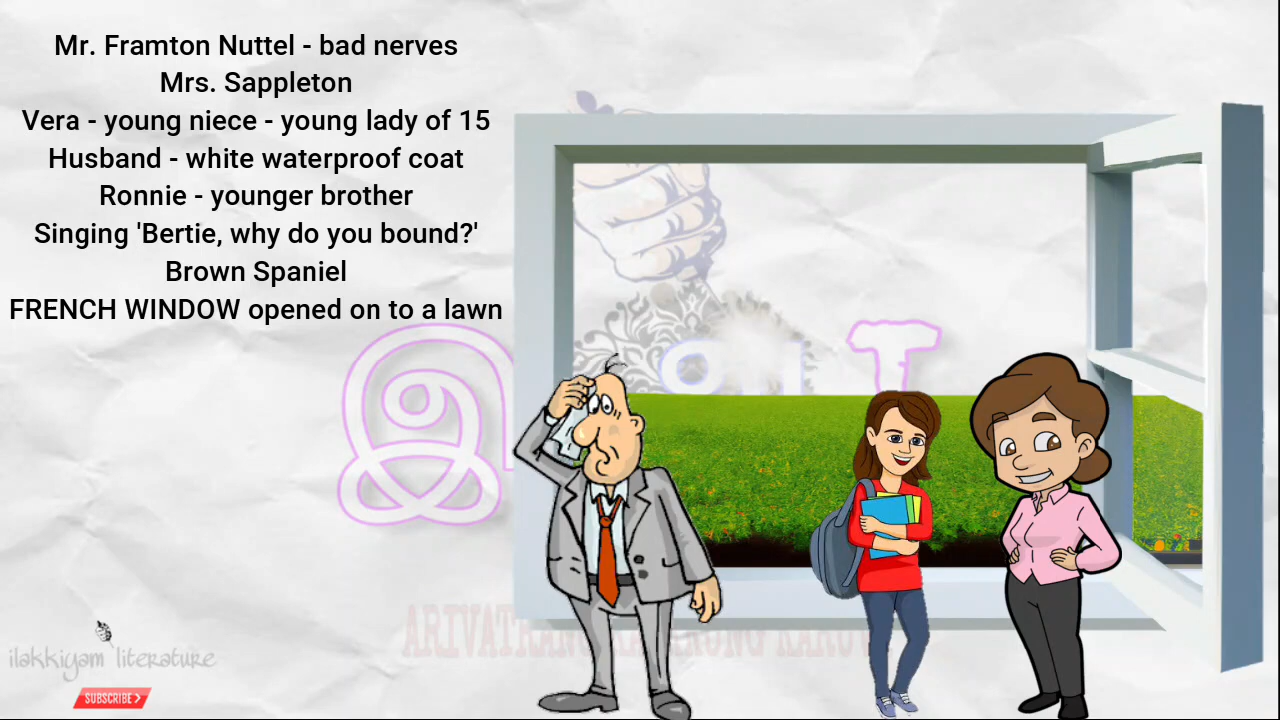 Mr. Framton Nuttel - bad nerves
Mrs. Sappleton
Vera - young niece - young lady of 15
Husband - white waterproof coat
Ronnie - younger brother
Singing 'Bertie, why do you bound?'
Brown Spaniel
FRENCH WINDOW opened on to a lawn
இ
ilakkiyam literature
SUBSCRIBE >